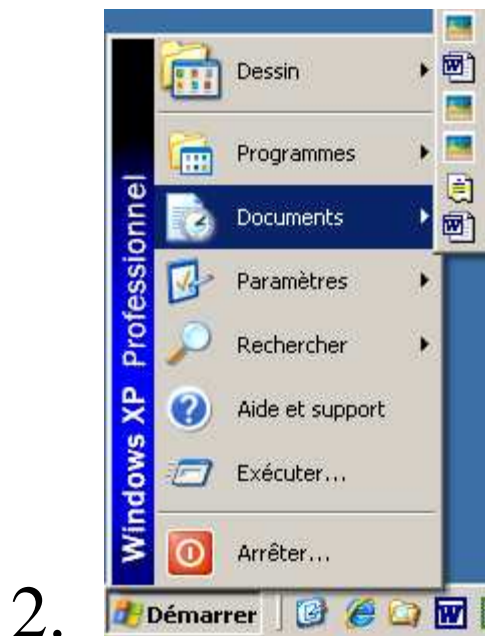 Dessin
Programmes
Documents
Paramètres
Rechercher
Aide et support
Exécuter...
Arrêter...
Windows XP Professionnel
2. Démarrer